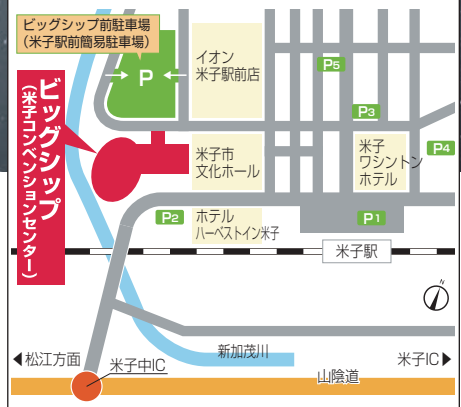 ビッグシップ前駐車場
（米子駅前簡易駐車場）
P
イオン
米子駅前店
P5
P3
P4
ビッグシップ
（米子コンベンションセンター）
米子市
文化ホール
米子
ワシントン
ホテル
P2
ホテル
ハーベストイン米子
P1
米子駅
N
松江方面
米子中IC
新加茂川
米子IC
山陰道